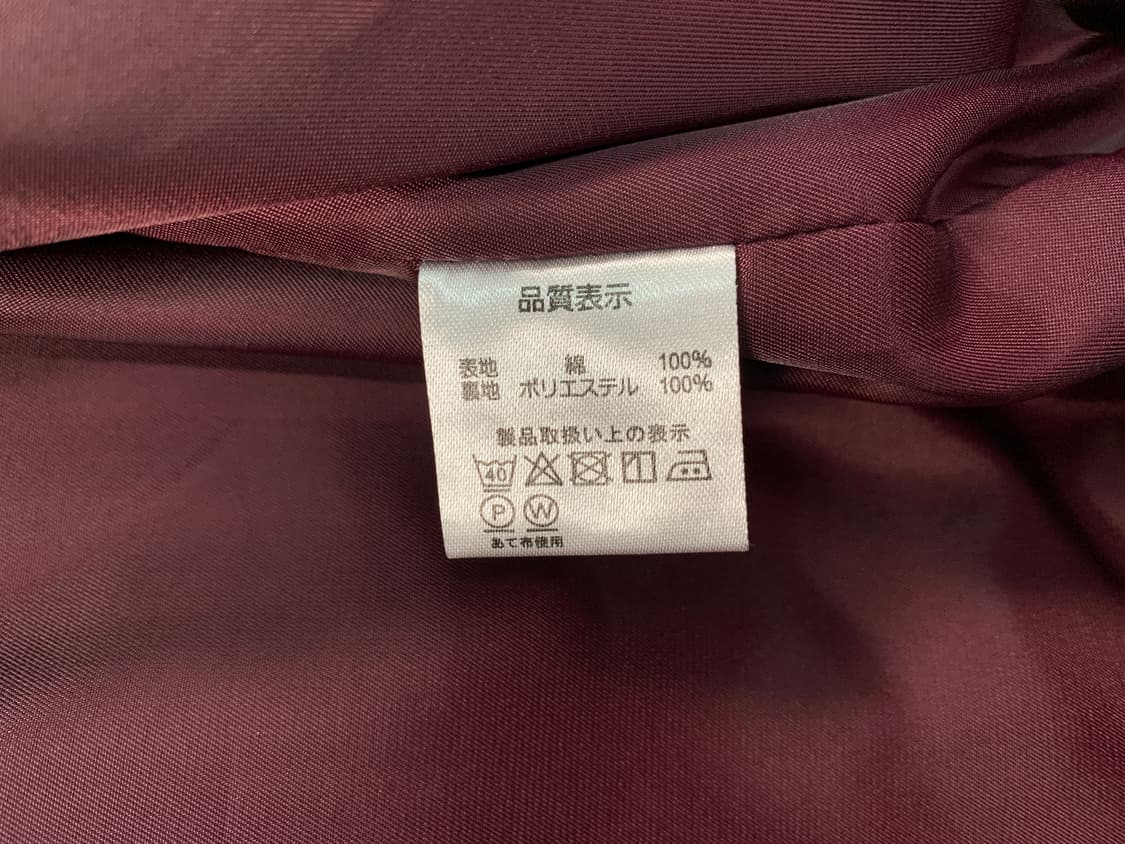 品質表示
表地 綿 100%
裏地 ポリエステル 100%
製品取扱い上の表示
40
P W
あて布使用